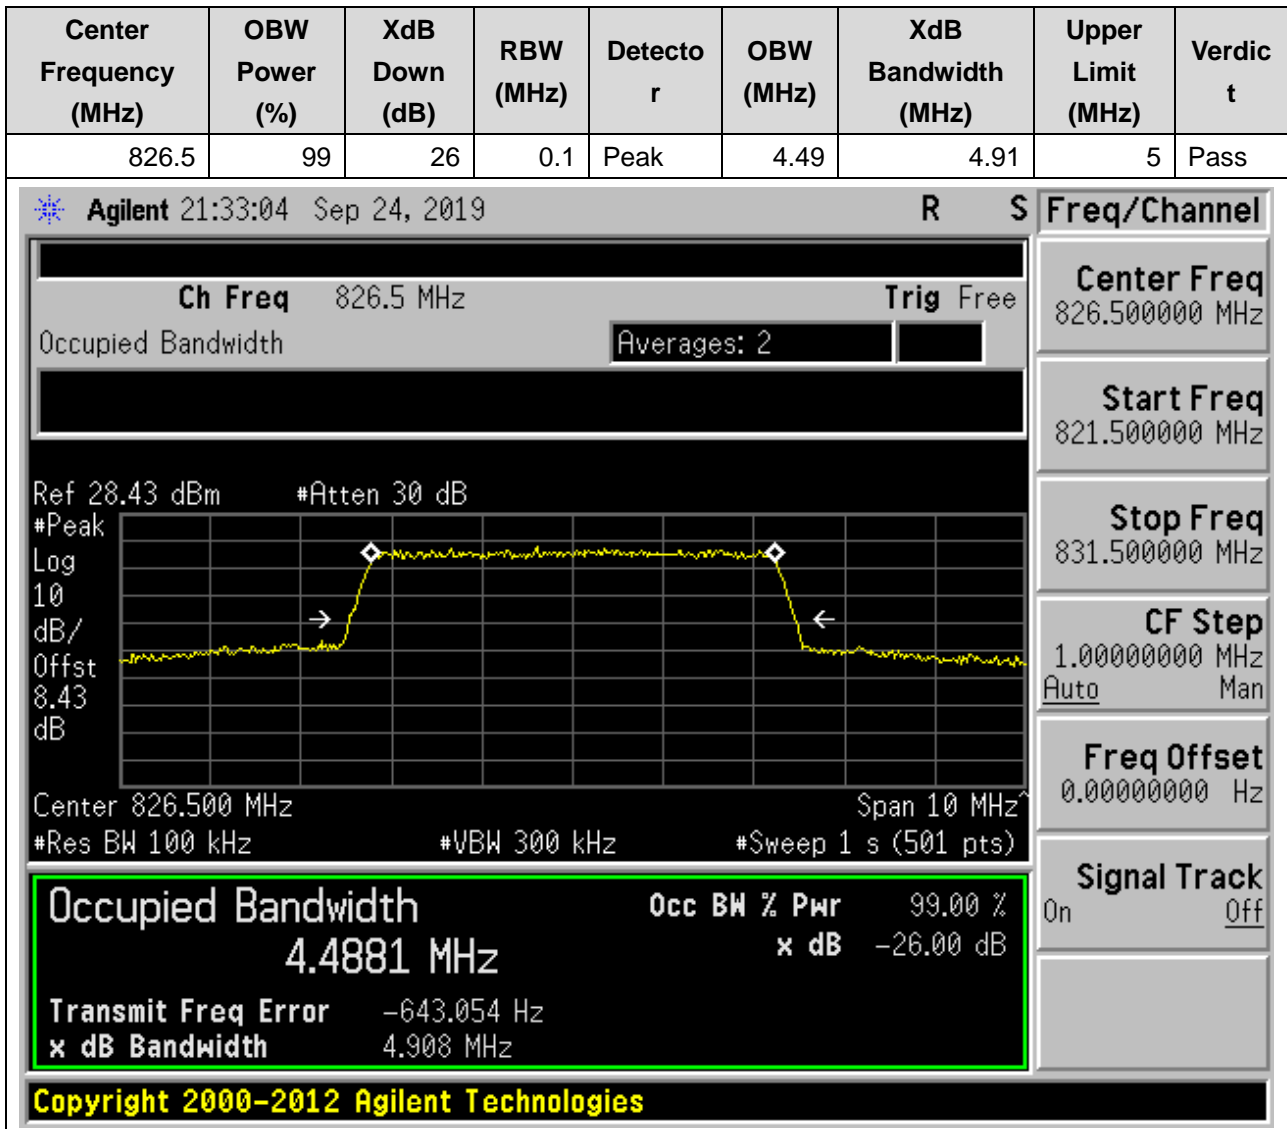 Center Frequency (MHz) OBW Power (%) XdB Down (dB) RBW (MHz) Detector OBW (MHz) XdB Bandwidth (MHz) Upper Limit (MHz) Verdict
826.5 99 26 0.1 Peak 4.49 4.91 5 Pass
Agilent 21:33:04 Sep 24, 2019 R S
Ch Freq 826.5 MHz Trig Free
Occupied Bandwidth Averages: 2
Ref 28.43 dBm #Atten 30 dB
#Peak
Log
10
dB/
Offst
8.43
dB
Center 826.500 MHz Span 10 MHz^
#Res BW 100 kHz #VBW 300 kHz #Sweep 1 s (501 pts)
Occupied Bandwidth Occ BW % Pwr 99.00 %
4.4881 MHz x dB -26.00 dB
Transmit Freq Error -643.054 Hz
x dB Bandwidth 4.908 MHz
Copyright 2000-2012 Agilent Technologies
Freq/Channel
Center Freq
826.500000 MHz
Start Freq
821.500000 MHz
Stop Freq
831.500000 MHz
CF Step
1.00000000 MHz
Auto Man
Freq Offset
0.00000000 Hz
Signal Track
On Off